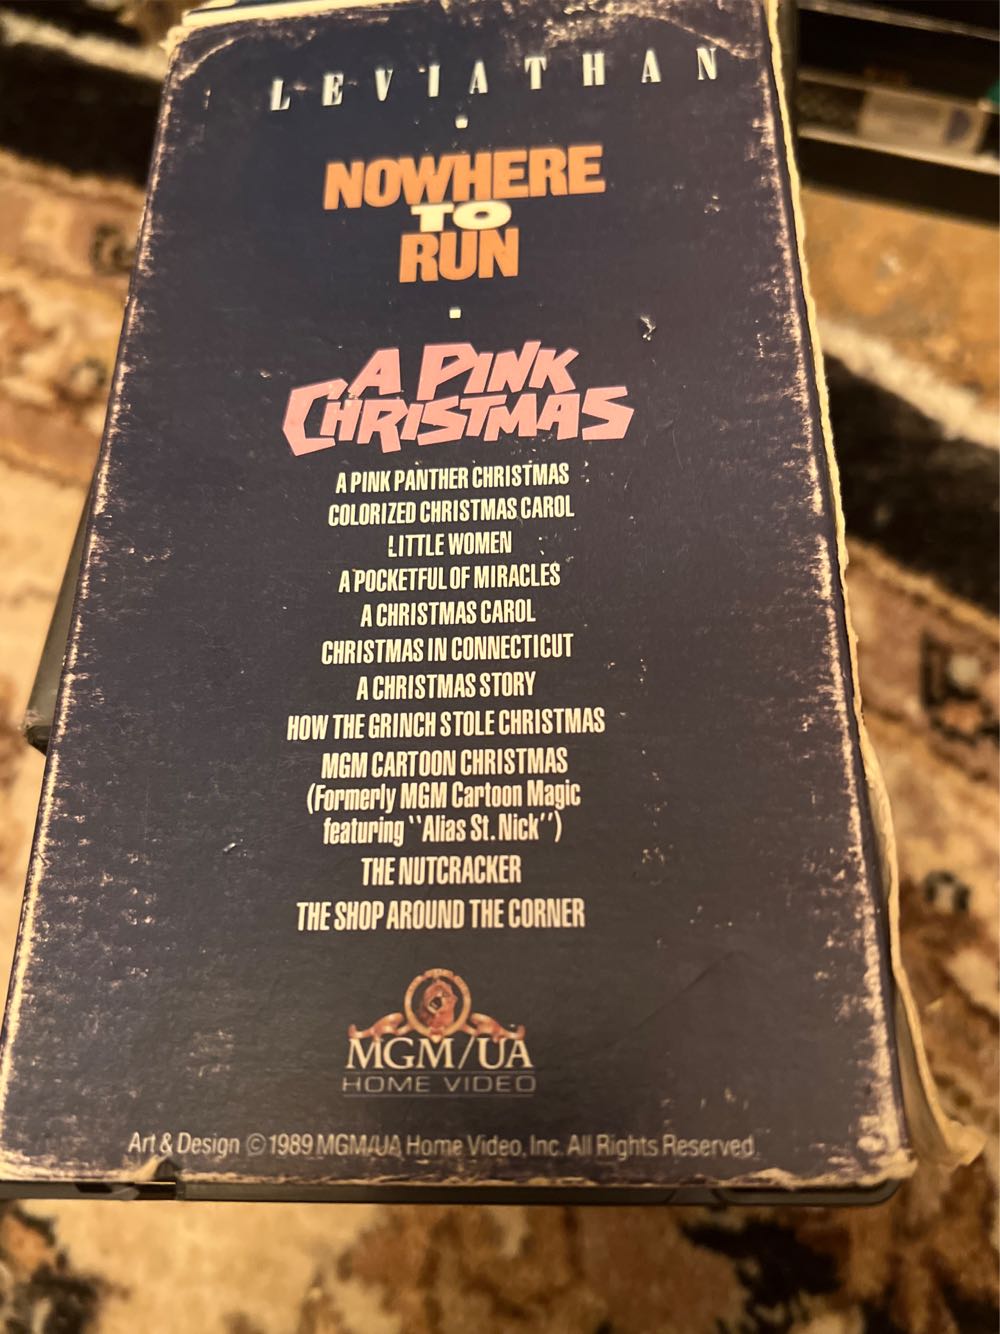 LEVIATHAN
NOWHERE
TO
RUN
A PINK
CHRISTMAS
A PINK PANTHER CHRISTMAS
COLORIZED CHRISTMAS CAROL
LITTLE WOMEN
A POCKETFUL OF MIRACLES
A CHRISTMAS CAROL
CHRISTMAS IN CONNECTICUT
A CHRISTMAS STORY
HOW THE GRINCH STOLE CHRISTMAS
MGM CARTOON CHRISTMAS
(Formerly MGM Cartoon Magic
featuring "Alias St. Nick")
THE NUTCRACKER
THE SHOP AROUND THE CORNER
MGM/UA
HOME VIDEO
Art & Design © 1989 MGM/UA Home Video, Inc. All Rights Reserved.